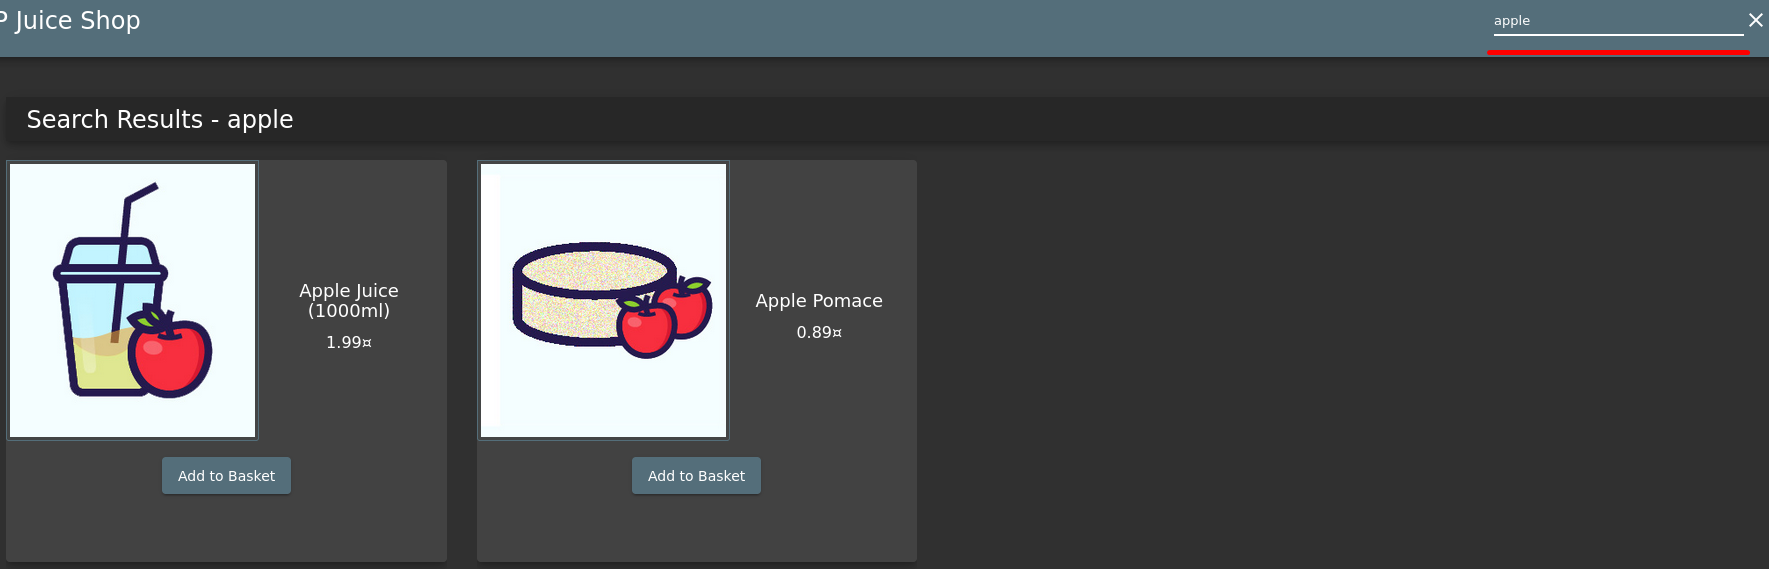 P Juice Shop
apple
Search Results - apple
Apple Juice
(1000ml)
1.99¤
Add to Basket
Apple Pomace
0.89¤
Add to Basket